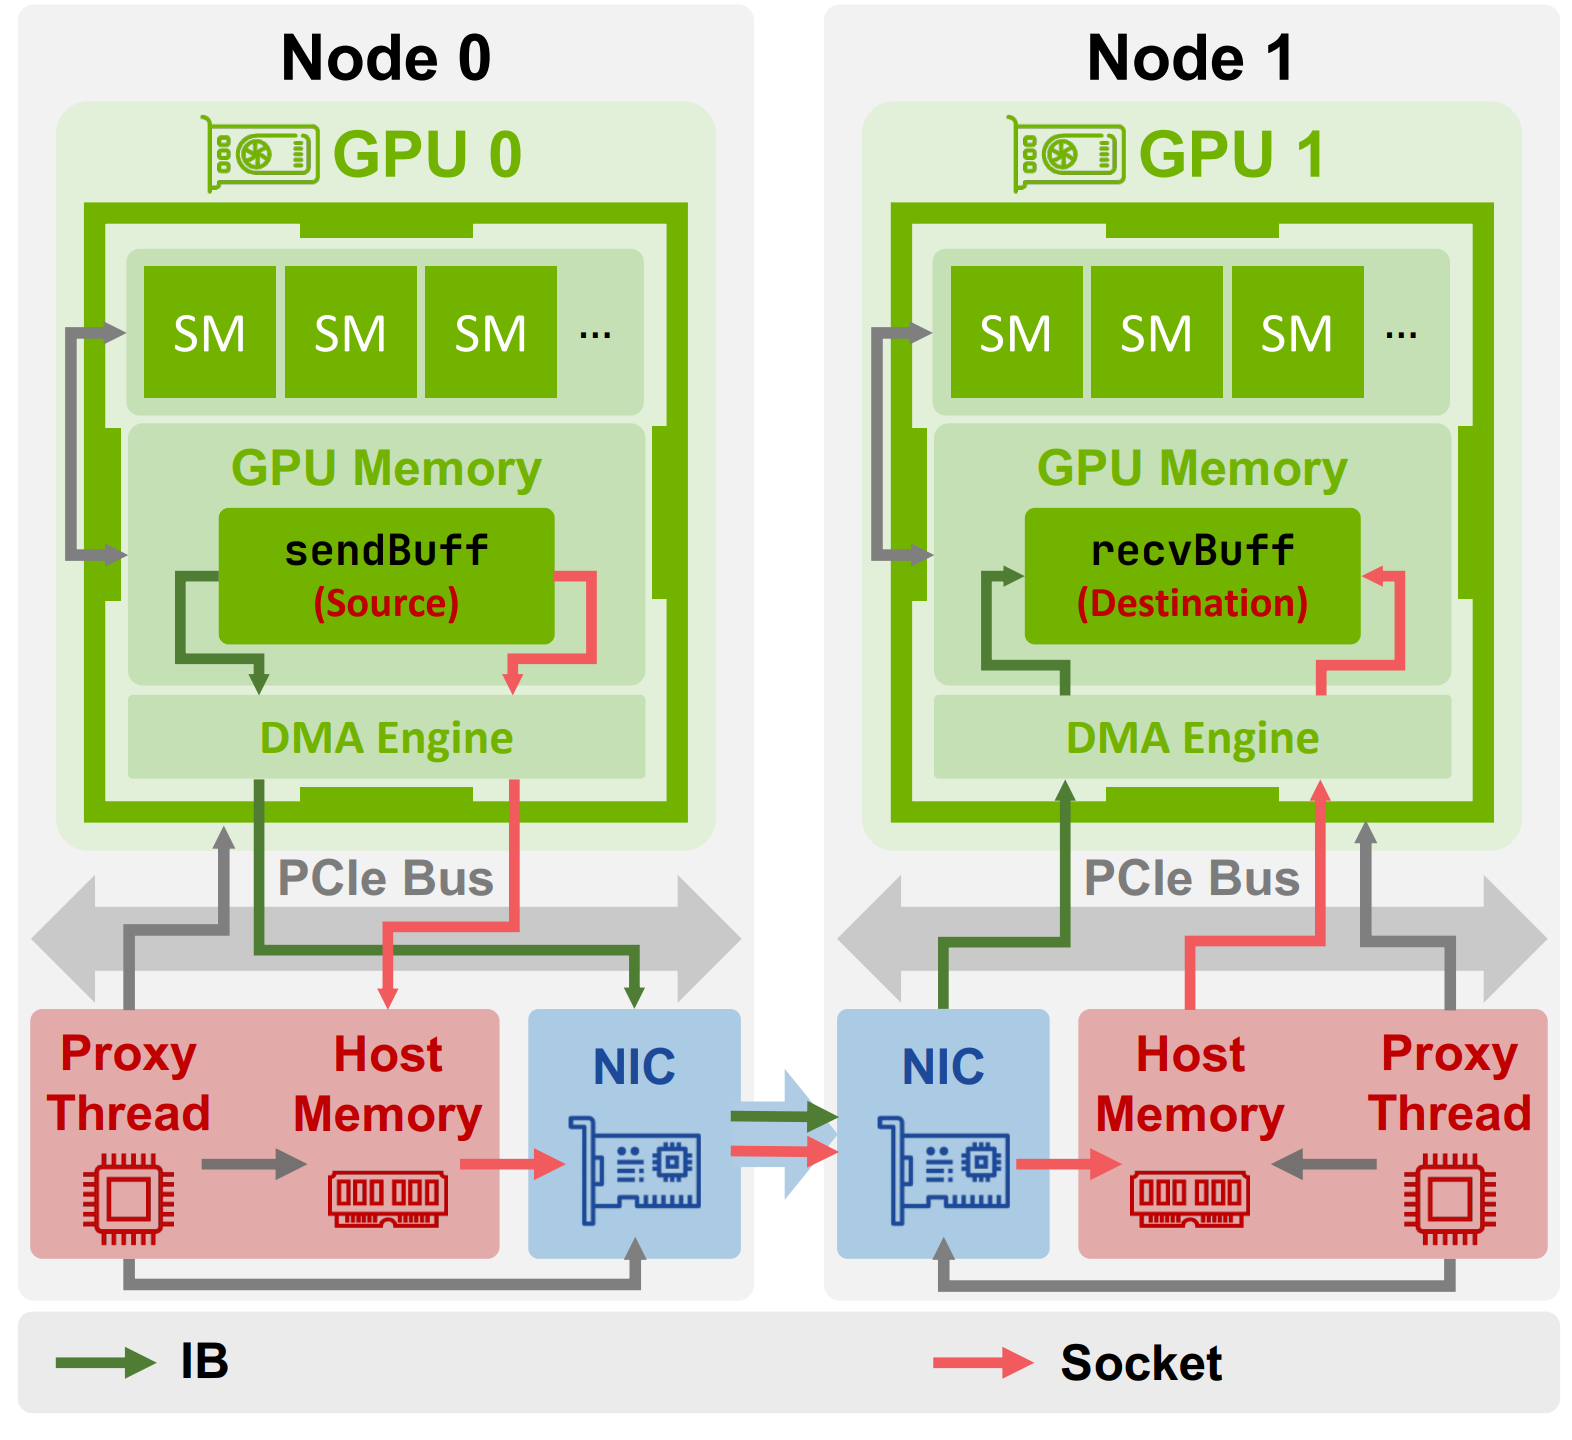 Node 0
GPU 0
SM SM SM ...
GPU Memory
sendBuff
(Source)
DMA Engine
PCIe Bus
Proxy
Thread
Host
Memory
NIC
Node 1
GPU 1
SM SM SM ...
GPU Memory
recvBuff
(Destination)
DMA Engine
PCIe Bus
NIC
Host
Memory
Proxy
Thread
IB
Socket